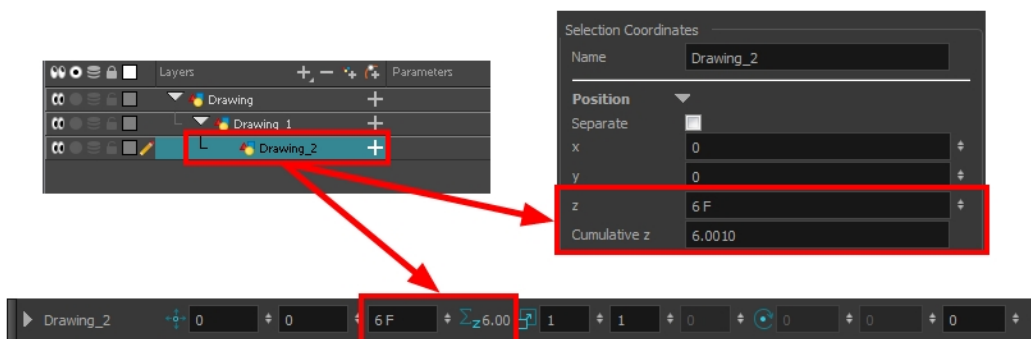 Selection Coordinates
Name Drawing_2
Layers Parameters
Drawing
Drawing_1
Drawing_2
Position
Separate
x 0
y 0
z 6 F
Cumulative z 6.0010
Drawing_2 0 0 6 F Σz6.00 1 1 0 0 0 0